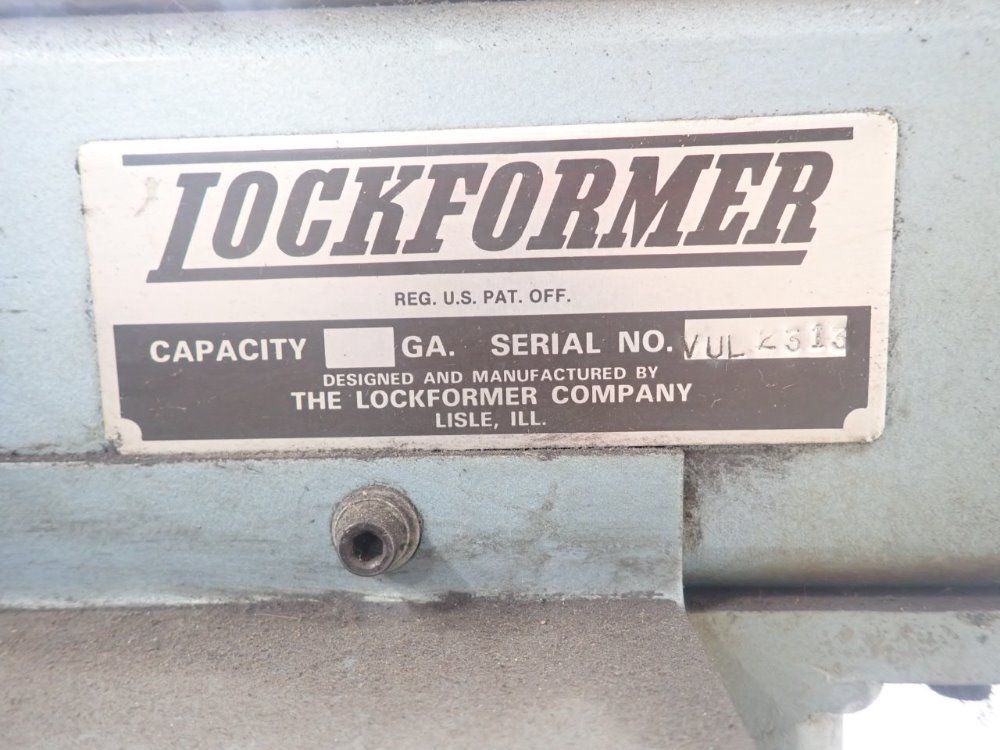 LOCKFORMER
REG. U.S. PAT. OFF.
CAPACITY GA. SERIAL NO. VUL 2313
DESIGNED AND MANUFACTURED BY
THE LOCKFORMER COMPANY
LISLE, ILL.